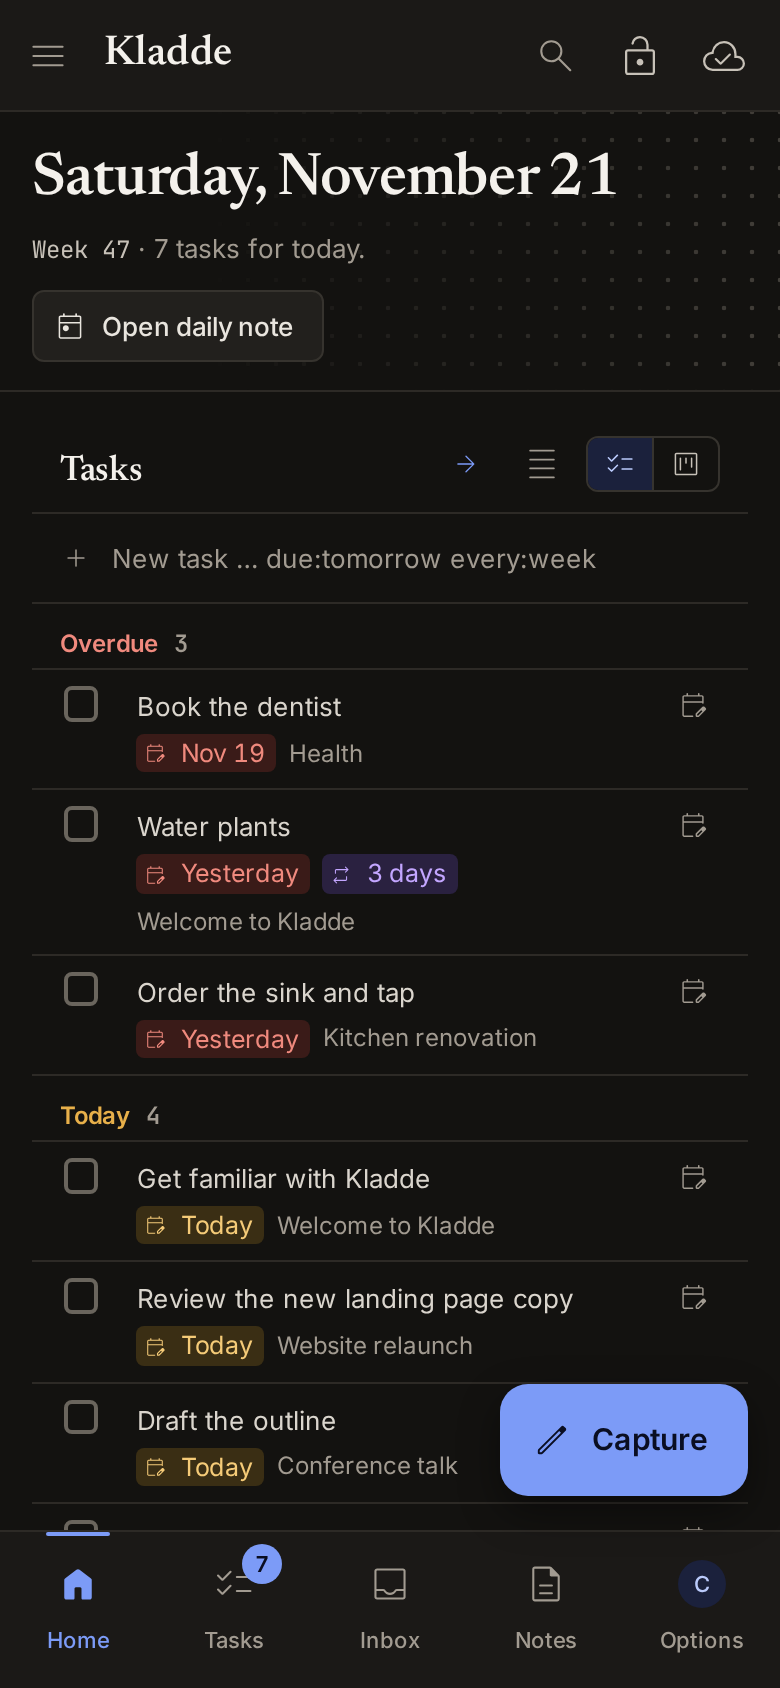 Kladde
Saturday, November 21
Week 47 · 7 tasks for today.
Open daily note
Tasks
New task ... due:tomorrow every:week
Overdue 3
Book the dentist
Nov 19 Health
Water plants
Yesterday 3 days
Welcome to Kladde
Order the sink and tap
Yesterday Kitchen renovation
Today 4
Get familiar with Kladde
Today Welcome to Kladde
Review the new landing page copy
Today Website relaunch
Draft the outline
Today Conference talk
Capture
7
C
Home Tasks Inbox Notes Options